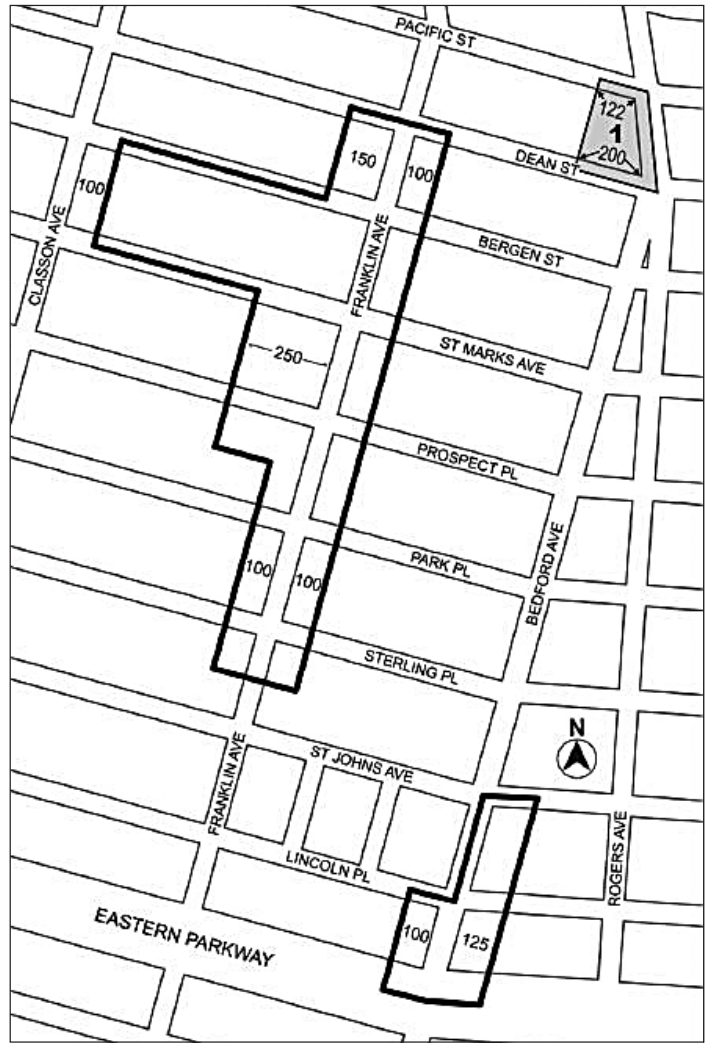 PACIFIC ST
122
1
200
150
100
DEAN ST
100
CLASSON AVE
FRANKLIN AVE
BERGEN ST
250
ST MARKS AVE
PROSPECT PL
100
100
PARK PL
BEDFORD AVE
STERLING PL
N
FRANKLIN AVE
ST JOHNS AVE
ROGERS AVE
LINCOLN PL
EASTERN PARKWAY
100
125